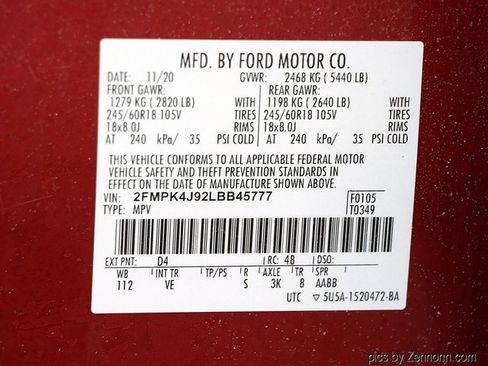 MFD. BY FORD MOTOR CO.
DATE: 11/20 GVWR: 2468 KG ( 5440 LB)
FRONT GAWR: REAR GAWR:
1279 KG ( 2820 LB) WITH 1198 KG ( 2640 LB) WITH
245/60R18 105V TIRES 245/60R18 105V TIRES
18x8.0J RIMS 18x8.0J RIMS
AT 240 kPa/ 35 PSI COLD AT 240 kPa/ 35 PSI COLD
THIS VEHICLE CONFORMS TO ALL APPLICABLE FEDERAL MOTOR
VEHICLE SAFETY AND THEFT PREVENTION STANDARDS IN
EFFECT ON THE DATE OF MANUFACTURE SHOWN ABOVE.
VIN: 2FMPK4J92LBB45777 F0105
TYPE: MPV T0349
EXT PNT: D4 RC: 48 DSO:
WB INT TR TP/PS R AXLE TR SPR
112 VE S 3K 8 AABB
UTC ▽ 5U5A-1520472-BA
pics by Zennonn.com